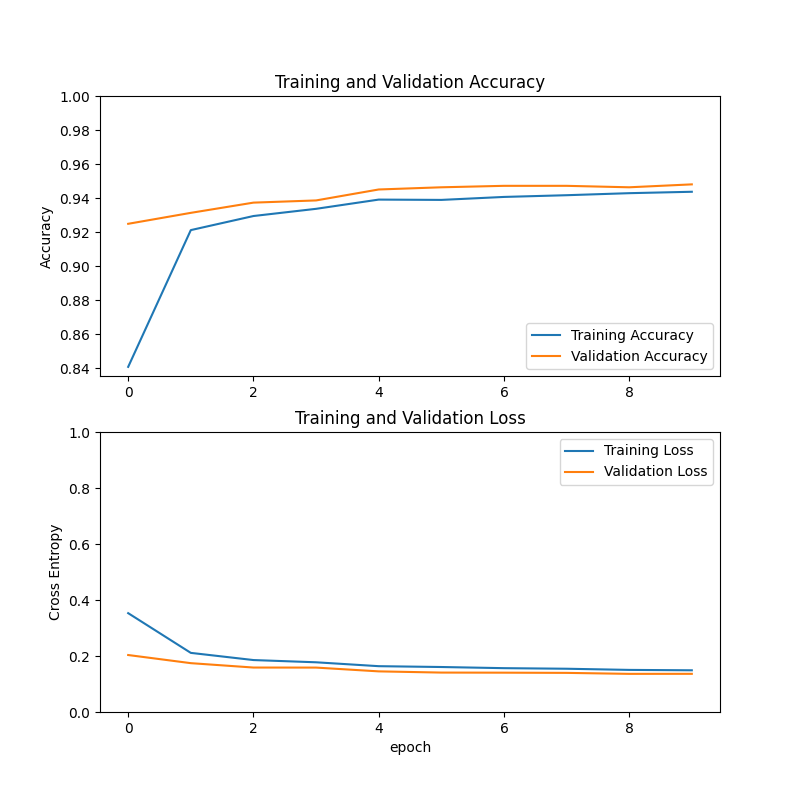 Training and Validation Accuracy
1.00
0.98
0.96
0.94
0.92
0.90
0.88
0.86
0.84
Accuracy
Training Accuracy
Validation Accuracy
0 2 4 6 8
Training and Validation Loss
1.0
0.8
0.6
0.4
0.2
0.0
Cross Entropy
Training Loss
Validation Loss
0 2 4 6 8
epoch